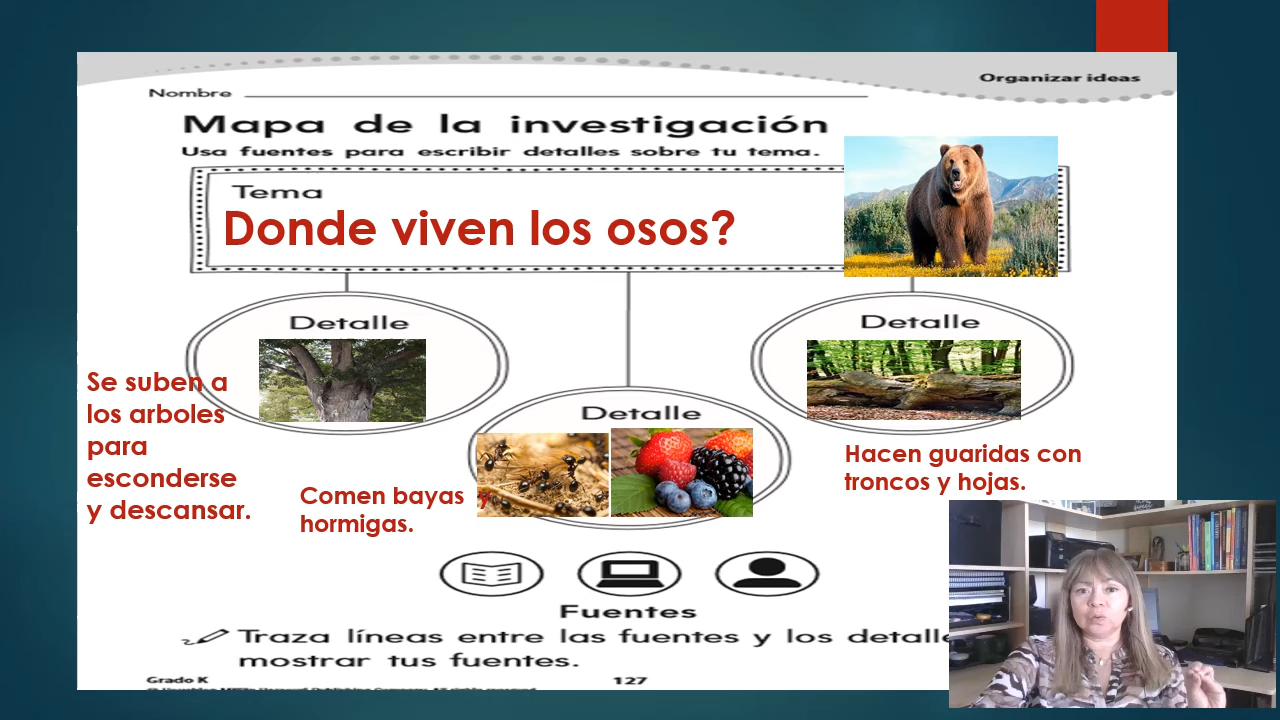 Organizar ideas
Nombre
Mapa de la investigación
Usa fuentes para escribir detalles sobre tu tema.
Tema
Donde viven los osos?
Detalle
Se suben a
los arboles
para
esconderse
y descansar.
Detalle
Comen bayas y
hormigas.
Detalle
Hacen guaridas con
troncos y hojas.
Fuentes
Traza líneas entre las fuentes y los detalle
mostrar tus fuentes.
Grado K
127